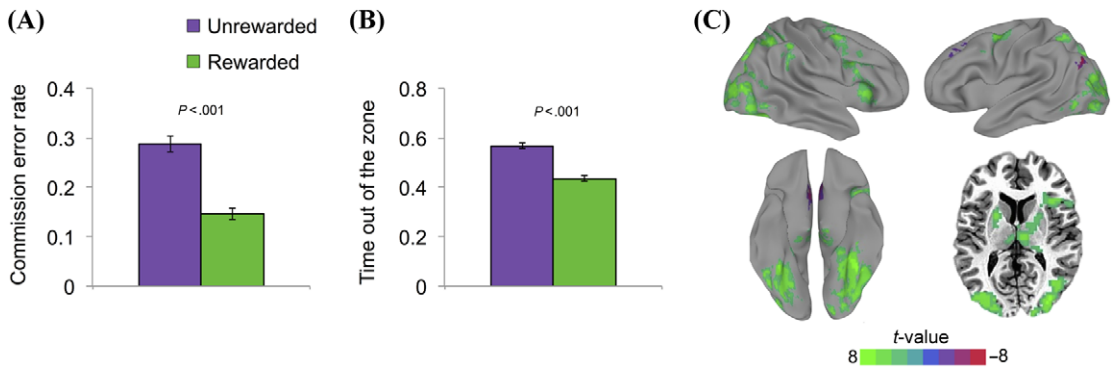 (A)
Unrewarded
Rewarded
Commission error rate
0.4
0.3
0.2
0.1
0
P<.001
(B)
Time out of the zone
0.8
0.6
0.4
0.2
0
P<.001
(C)
t-value
8
–8